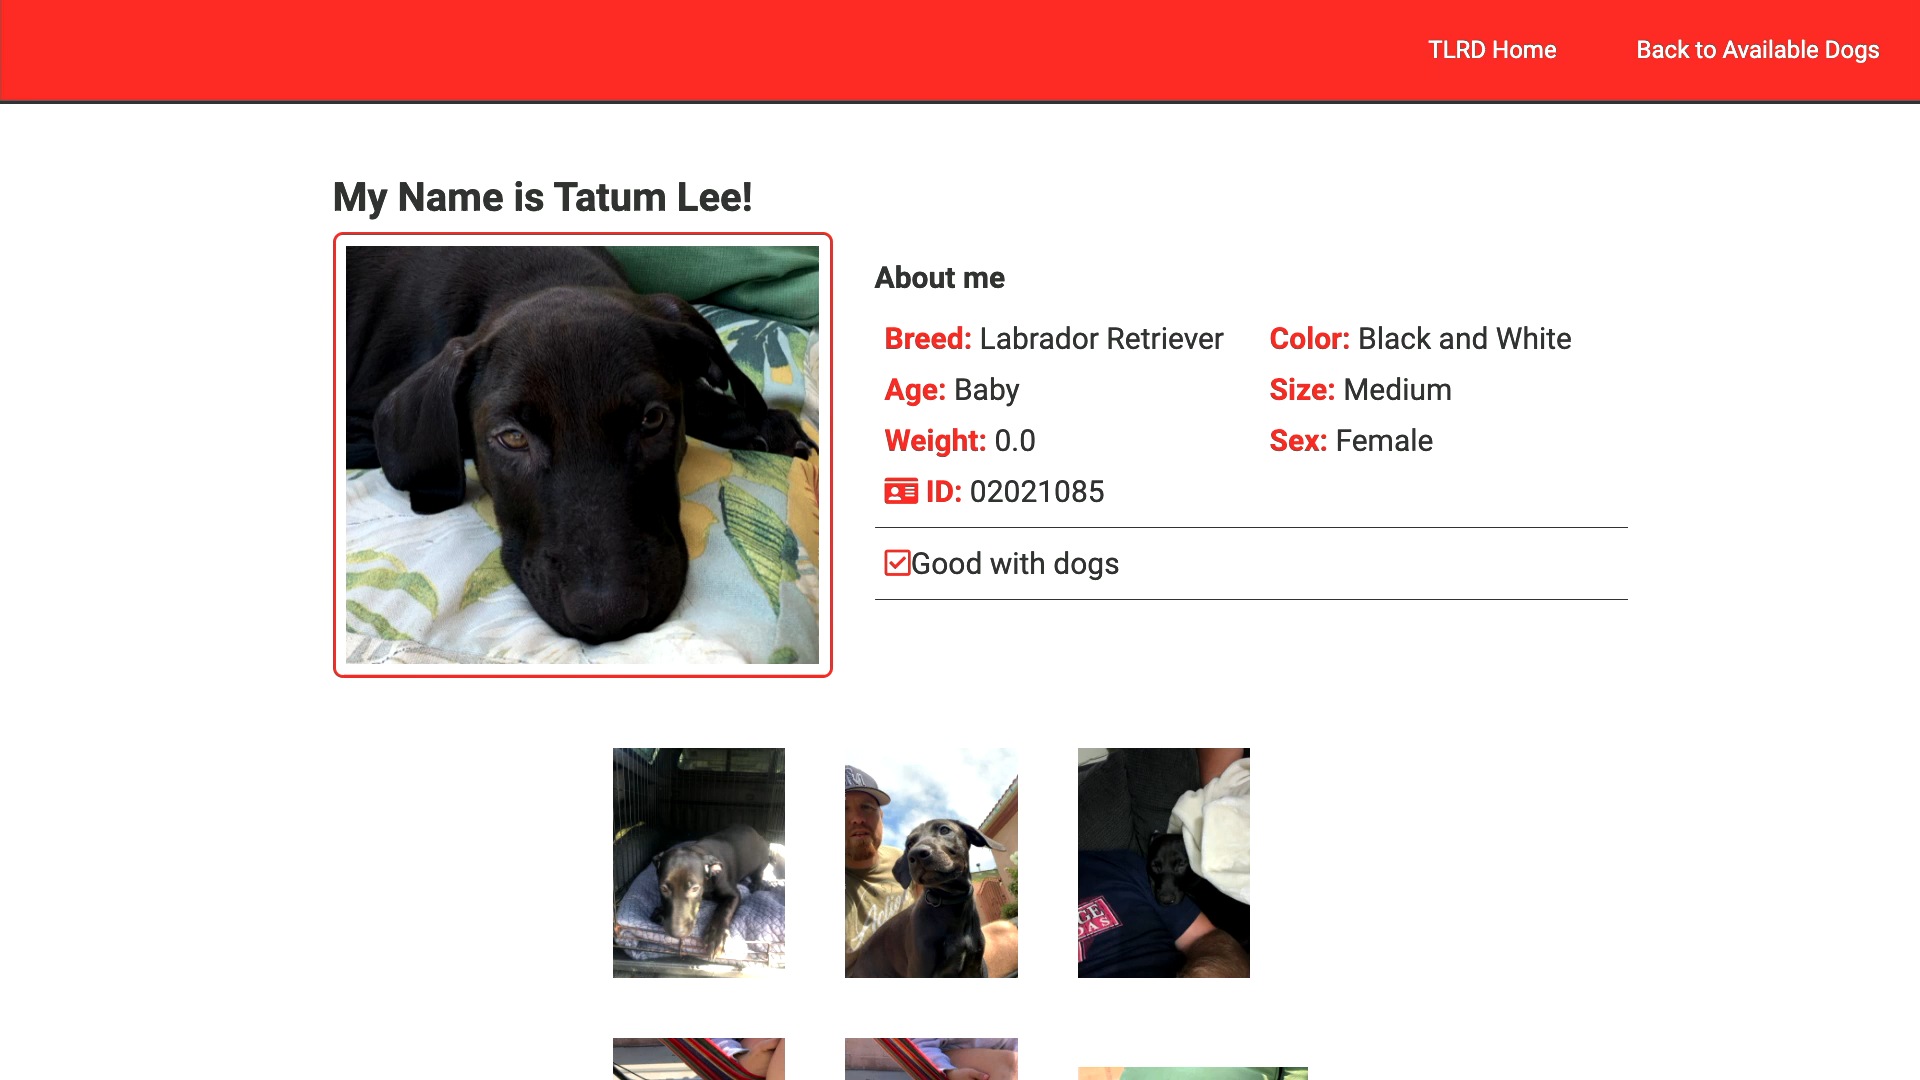 TLRD Home Back to Available Dogs
My Name is Tatum Lee!
About me
Breed: Labrador Retriever Color: Black and White
Age: Baby Size: Medium
Weight: 0.0 Sex: Female
ID: 02021085
Good with dogs